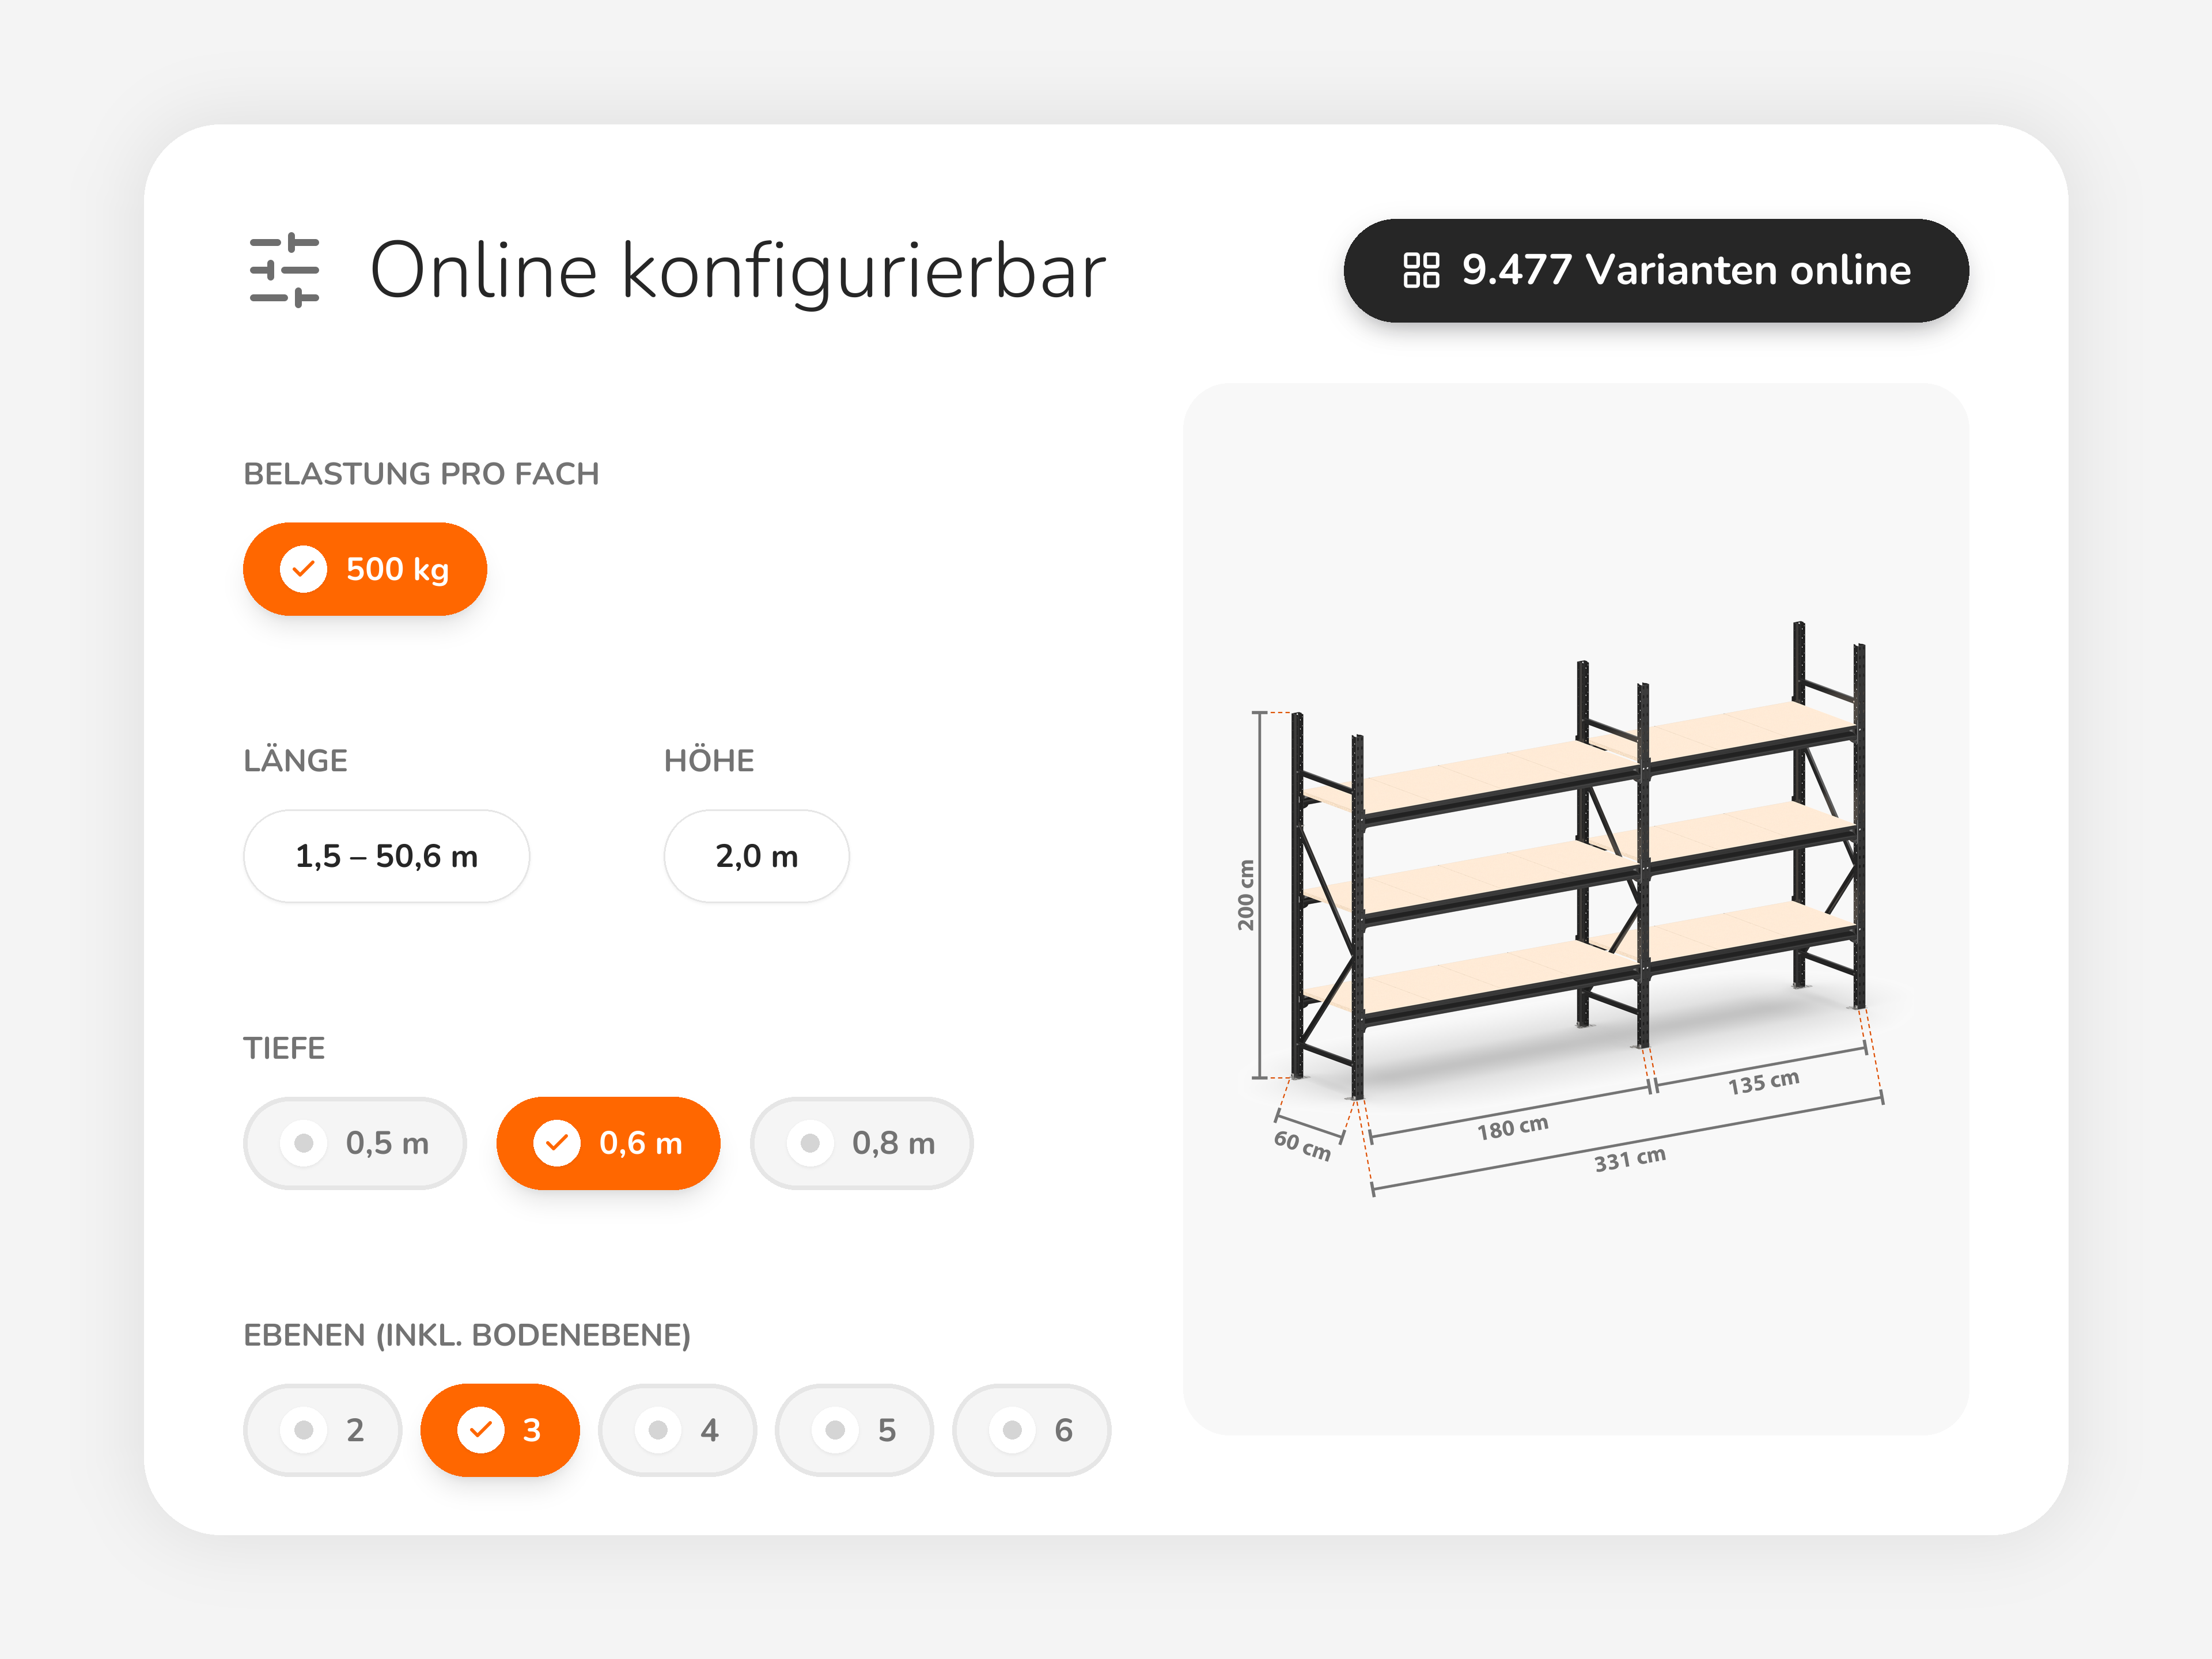 Online konfigurierbar
9.477 Varianten online
BELASTUNG PRO FACH
500 kg
LÄNGE
HÖHE
1,5 – 50,6 m
2,0 m
TIEFE
0,5 m
0,6 m
0,8 m
EBENEN (INKL. BODENEBENE)
2
3
4
5
6
200 cm
60 cm
180 cm
135 cm
331 cm